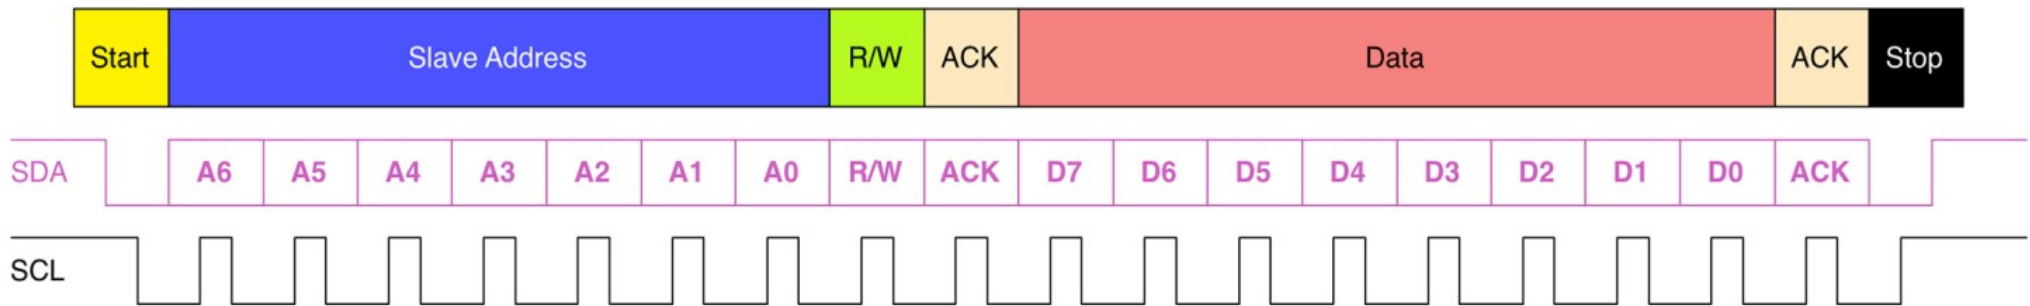 Start Slave Address R/W ACK Data ACK Stop
SDA A6 A5 A4 A3 A2 A1 A0 R/W ACK D7 D6 D5 D4 D3 D2 D1 D0 ACK
SCL